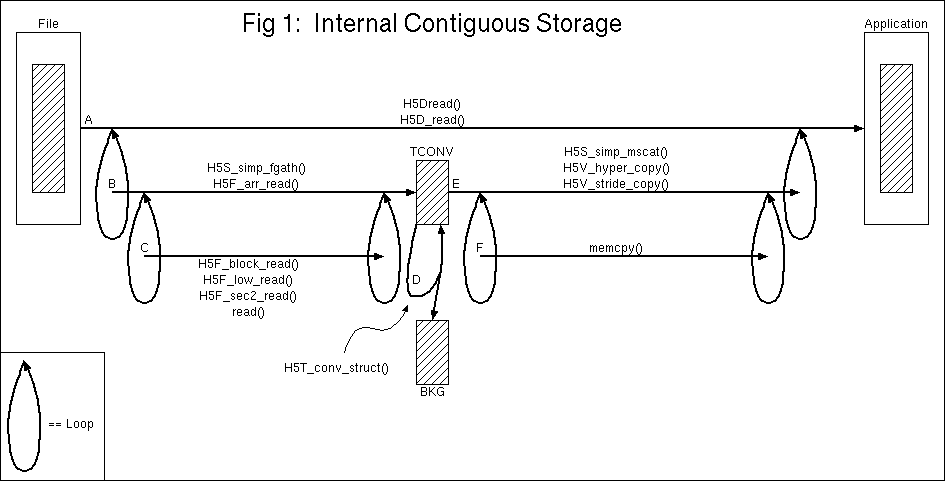 Fig 1:  Internal Contiguous Storage
File
Application
A
H5Dread()
H5D_read()
TCONV
H5S_simp_fgath()
H5F_arr_read()
B
E
H5S_simp_mscat()
H5V_hyper_copy()
H5V_stride_copy()
C
H5F_block_read()
H5F_low_read()
H5F_sec2_read()
read()
D
F
memcpy()
H5T_conv_struct()
BKG
== Loop